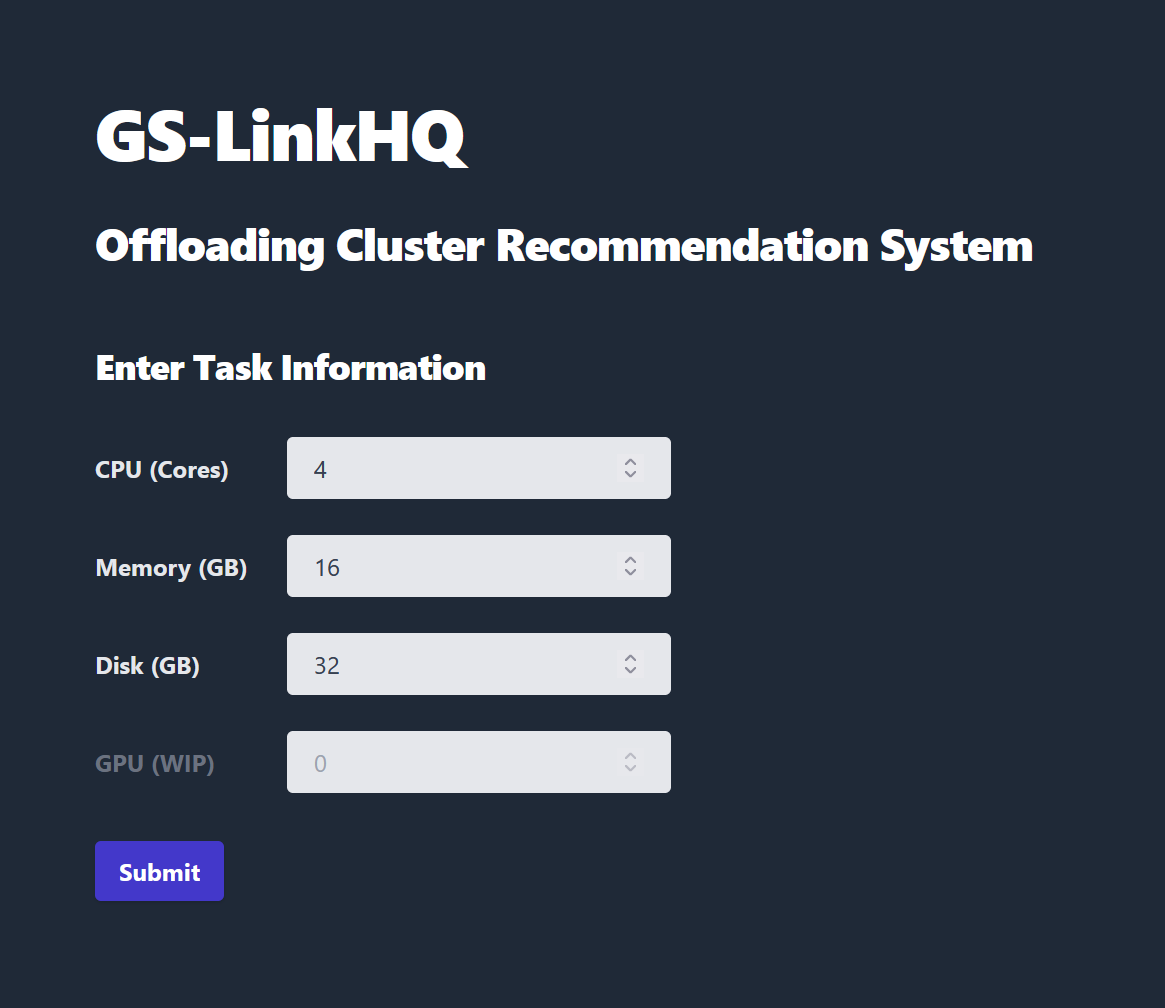 GS-LinkHQ
Offloading Cluster Recommendation System
Enter Task Information
CPU (Cores) 4
Memory (GB) 16
Disk (GB) 32
GPU (WIP) 0
Submit